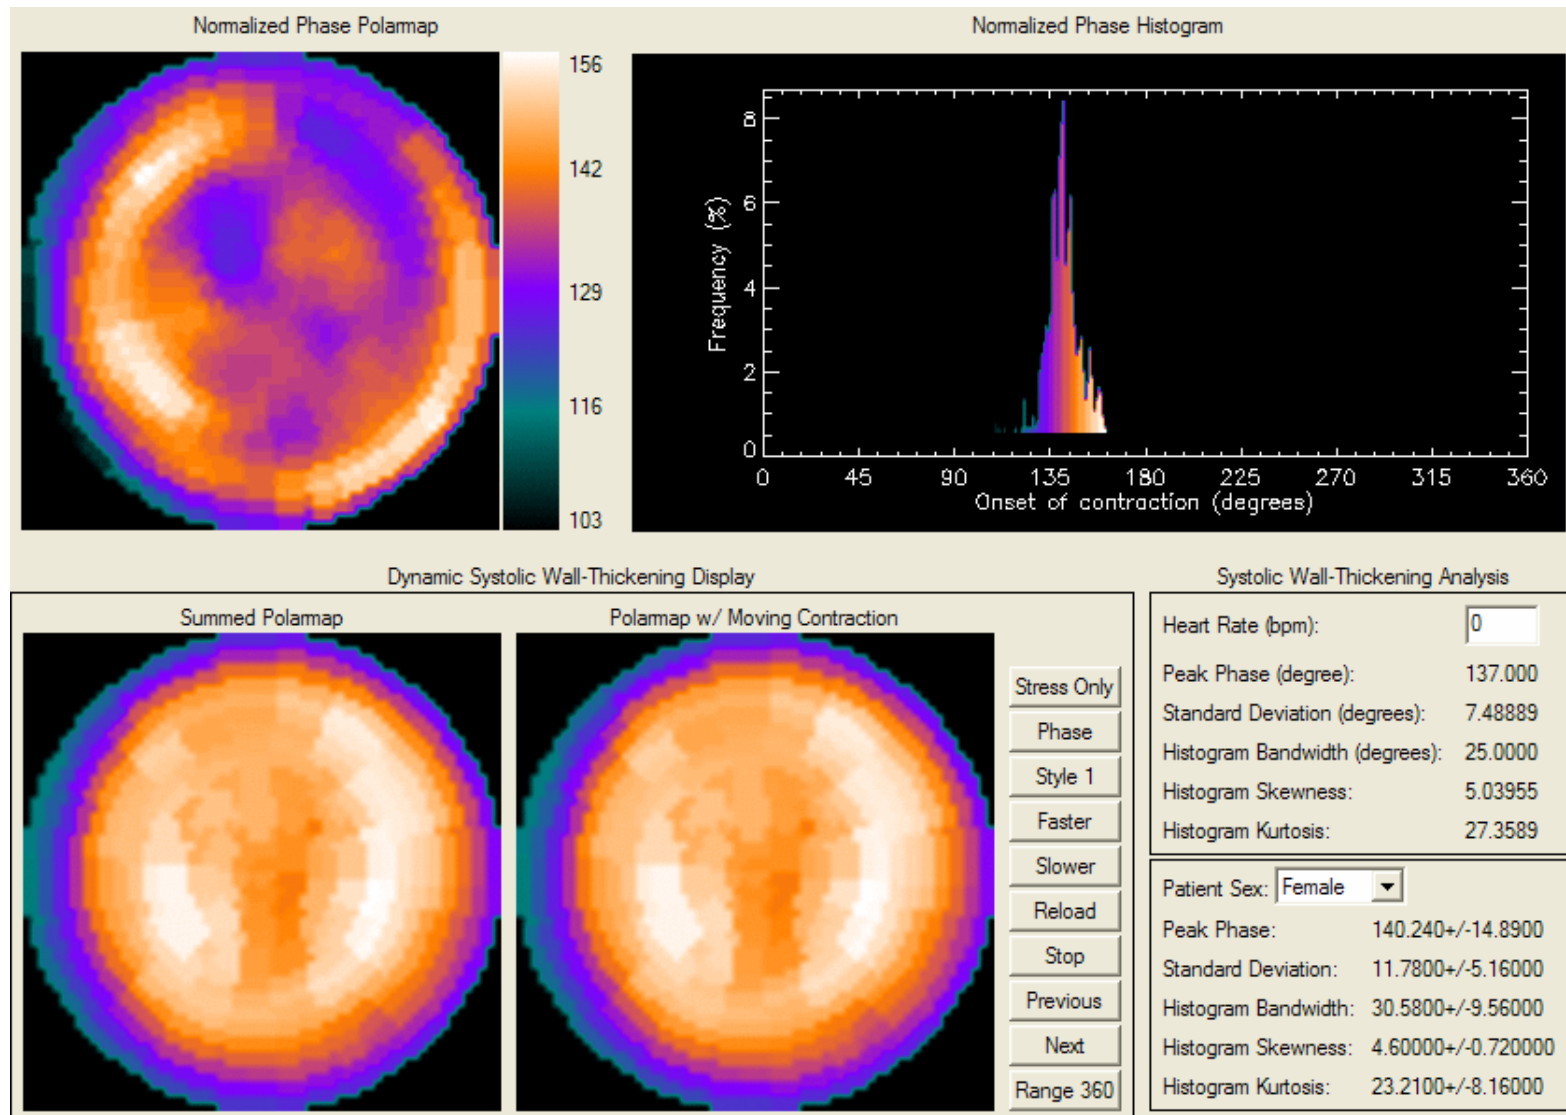 Normalized Phase Polarmap
156
142
129
116
103
Normalized Phase Histogram
Frequency (%)
8
6
4
2
0
0 45 90 135 180 225 270 315 360
Onset of contraction (degrees)
Dynamic Systolic Wall-Thickening Display
Summed Polarmap
Polarmap w/ Moving Contraction
Stress Only
Phase
Style 1
Faster
Slower
Reload
Stop
Previous
Next
Range 360
Systolic Wall-Thickening Analysis
Heart Rate (bpm): 0
Peak Phase (degree): 137.000
Standard Deviation (degrees): 7.48889
Histogram Bandwidth (degrees): 25.0000
Histogram Skewness: 5.03955
Histogram Kurtosis: 27.3589
Patient Sex: Female
Peak Phase: 140.240+/-14.8900
Standard Deviation: 11.7800+/-5.16000
Histogram Bandwidth: 30.5800+/-9.56000
Histogram Skewness: 4.60000+/-0.720000
Histogram Kurtosis: 23.2100+/-8.16000